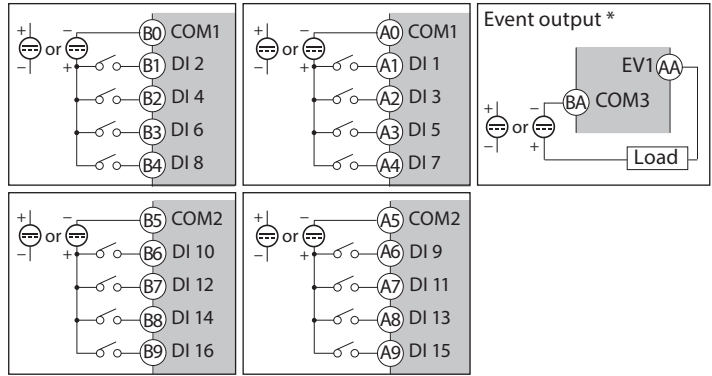 + − or − + B0 COM1
B1 DI 2
B2 DI 4
B3 DI 6
B4 DI 8
+ − or − + A0 COM1
A1 DI 1
A2 DI 3
A3 DI 5
A4 DI 7
Event output *
EV1 AA
+ − or − + BA COM3
Load
+ − or − + B5 COM2
B6 DI 10
B7 DI 12
B8 DI 14
B9 DI 16
+ − or − + A5 COM2
A6 DI 9
A7 DI 11
A8 DI 13
A9 DI 15